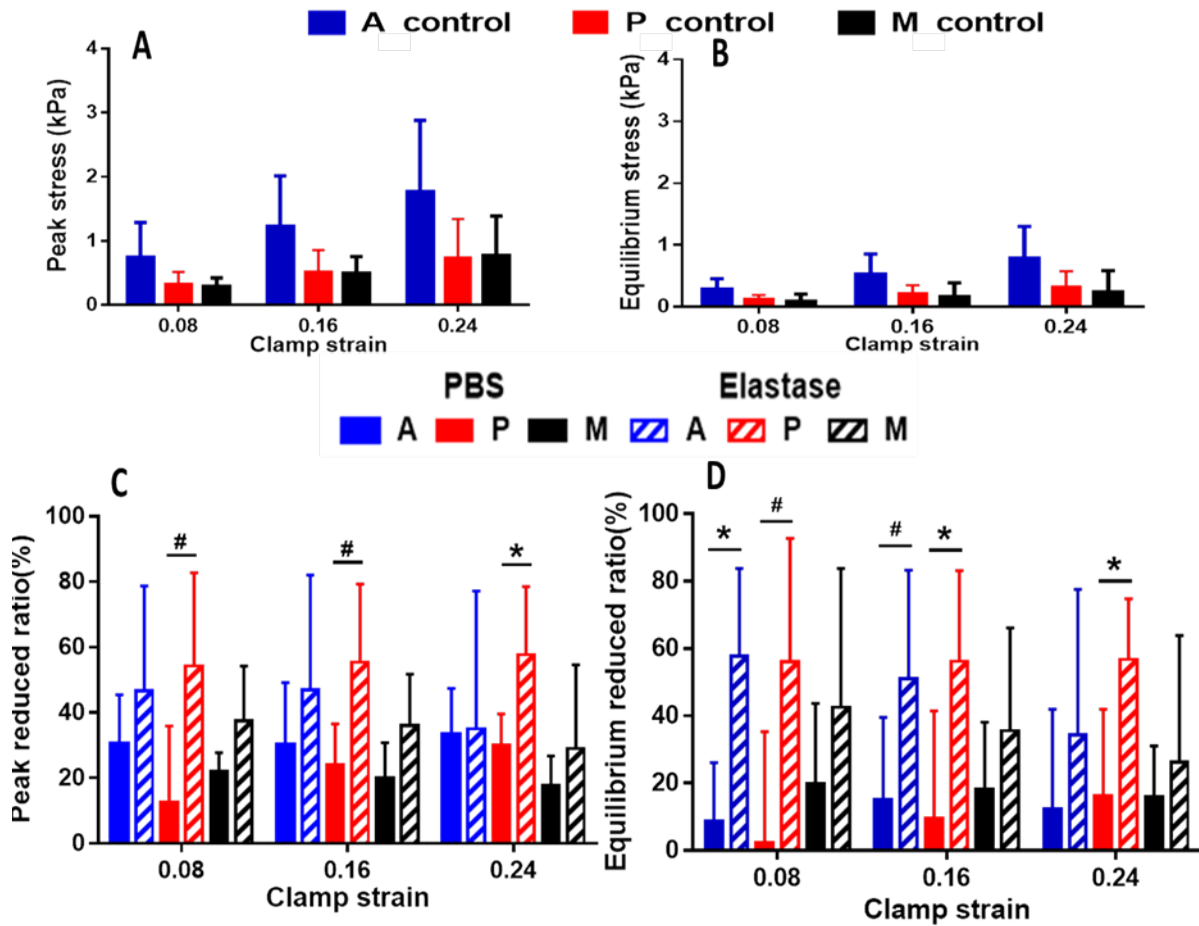 A control P control M control
A
Peak stress (kPa)
4
3
2
1
0
0.08 0.16 0.24
Clamp strain
B
Equilibrium stress (kPa)
4
3
2
1
0
0.08 0.16 0.24
Clamp strain
PBS Elastase
A P M A P M
C
Peak reduced ratio(%)
100
80
60
40
20
0
# # *
0.08 0.16 0.24
Clamp strain
D
Equilibrium reduced ratio(%)
100
80
60
40
20
0
* # # * *
0.08 0.16 0.24
Clamp strain